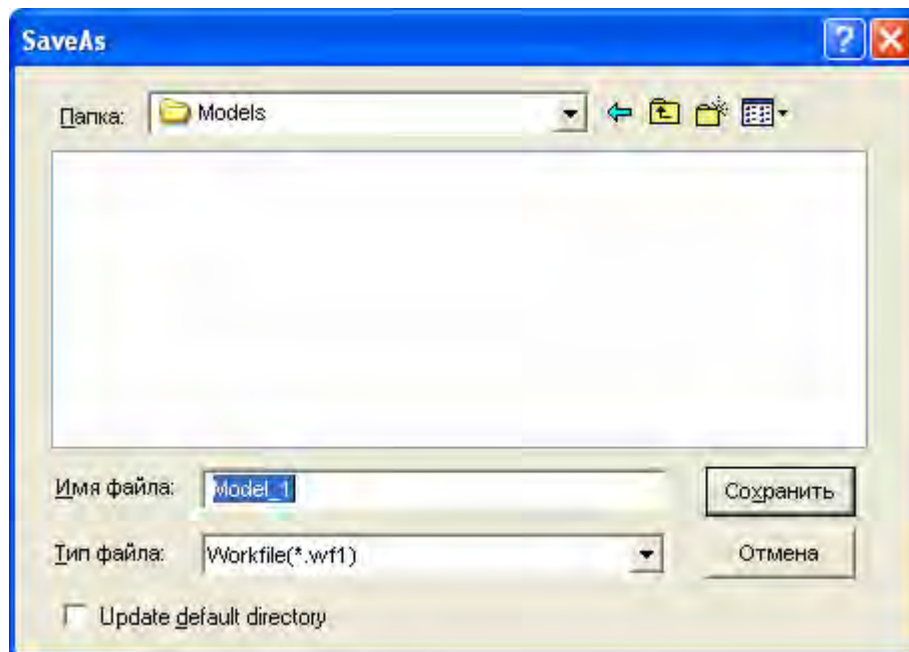 SaveAs
Папка: Models
Имя файла: Model_1 Сохранить
Тип файла: Workfile(*.wf1) Отмена
Update default directory